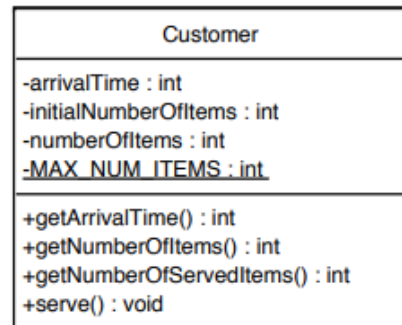 Customer
-arrivalTime : int
-initialNumberOfItems : int
-numberOfItems : int
-MAX_NUM_ITEMS : int
+getArrivalTime() : int
+getNumberOfItems() : int
+getNumberOfServedItems() : int
+serve() : void